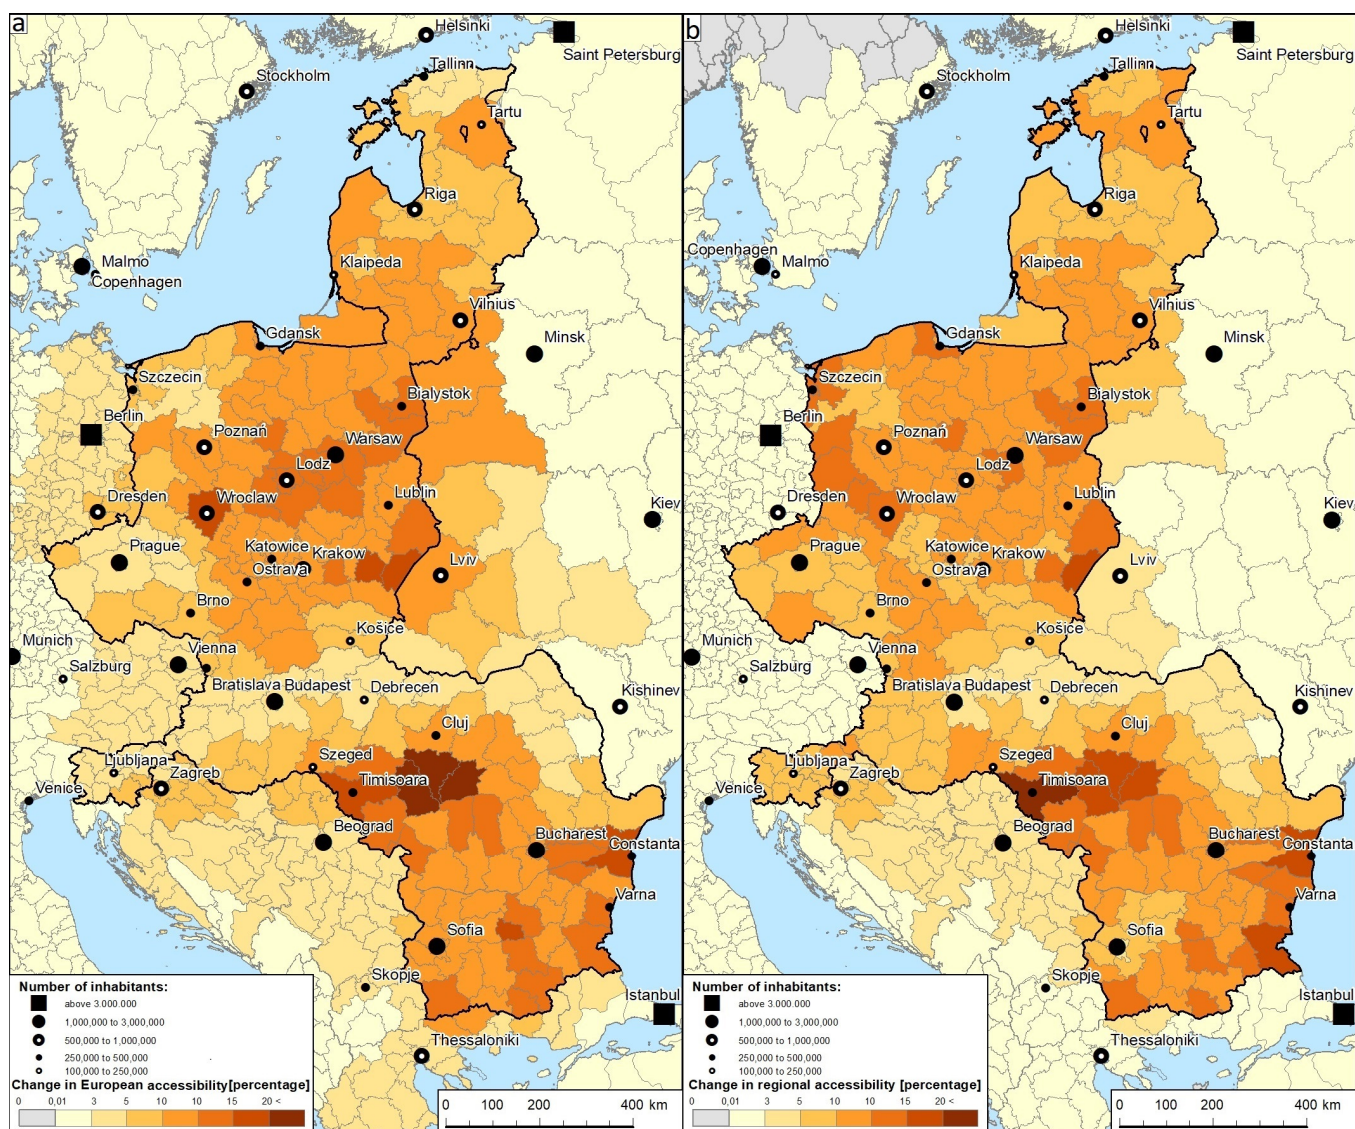 a
Helsinki
Saint Petersburg
Tallinn
Stockholm
Tartu
Riga
Malmo
Copenhagen
Klaipeda
Vilnius
Gdansk
Minsk
Szczecin
Bialystok
Berlin
Poznań
Warsaw
Lodz
Dresden
Wroclaw
Lublin
Kiev
Prague
Katowice
Krakow
Ostrava
Lviv
Brno
Košice
Munich
Salzburg
Vienna
Bratislava
Budapest
Debrecen
Kishinev
Cluj
Szeged
Ljubljana
Zagreb
Timisoara
Venice
Beograd
Bucharest
Constanta
Varna
Sofia
Skopje
Istanbul
Thessaloniki
Number of inhabitants:
above 3.000.000
1,000,000 to 3,000,000
500,000 to 1,000,000
250,000 to 500,000
100,000 to 250,000
Change in European accessibility[percentage]
0 0,01 3 5 10 10 15 20 <
0 100 200 400 km
b
Helsinki
Saint Petersburg
Tallinn
Stockholm
Tartu
Riga
Copenhagen
Malmo
Klaipeda
Vilnius
Gdansk
Minsk
Szczecin
Bialystok
Berlin
Poznań
Warsaw
Lodz
Dresden
Wroclaw
Lublin
Kiev
Prague
Katowice
Krakow
Ostrava
Lviv
Brno
Košice
Munich
Salzburg
Vienna
Bratislava
Budapest
Debrecen
Kishinev
Cluj
Szeged
Ljubljana
Zagreb
Timisoara
Venice
Beograd
Bucharest
Constanta
Varna
Sofia
Skopje
Istanbul
Thessaloniki
Number of inhabitants:
above 3.000.000
1,000,000 to 3,000,000
500,000 to 1,000,000
250,000 to 500,000
100,000 to 250,000
Change in regional accessibility [percentage]
0 0,01 3 5 10 10 15 20 <
0 100 200 400 km